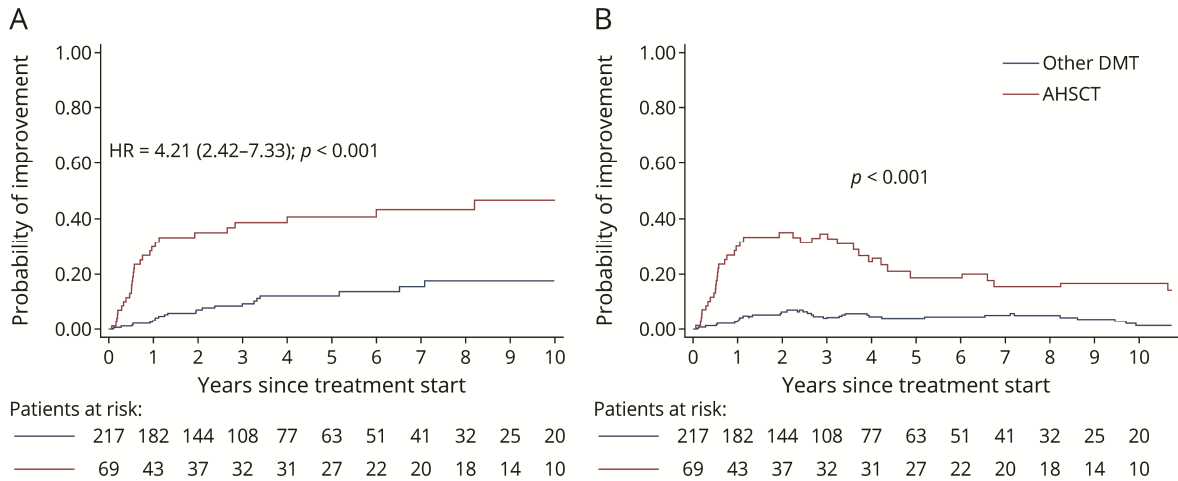 A
Probability of improvement
1.00
0.80
0.60
0.40
0.20
0.00
HR = 4.21 (2.42–7.33); p < 0.001
0 1 2 3 4 5 6 7 8 9 10
Years since treatment start
Patients at risk:
217 182 144 108 77 63 51 41 32 25 20
69 43 37 32 31 27 22 20 18 14 10
B
Probability of improvement
1.00
0.80
0.60
0.40
0.20
0.00
Other DMT
AHSCT
p < 0.001
0 1 2 3 4 5 6 7 8 9 10
Years since treatment start
Patients at risk:
217 182 144 108 77 63 51 41 32 25 20
69 43 37 32 31 27 22 20 18 14 10